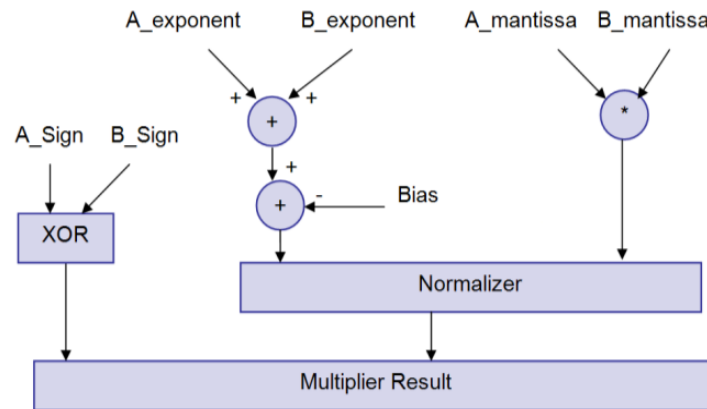 A_exponent B_exponent A_mantissa B_mantissa
+ +
+ *
A_Sign B_Sign
+
+ - Bias
XOR
Normalizer
Multiplier Result